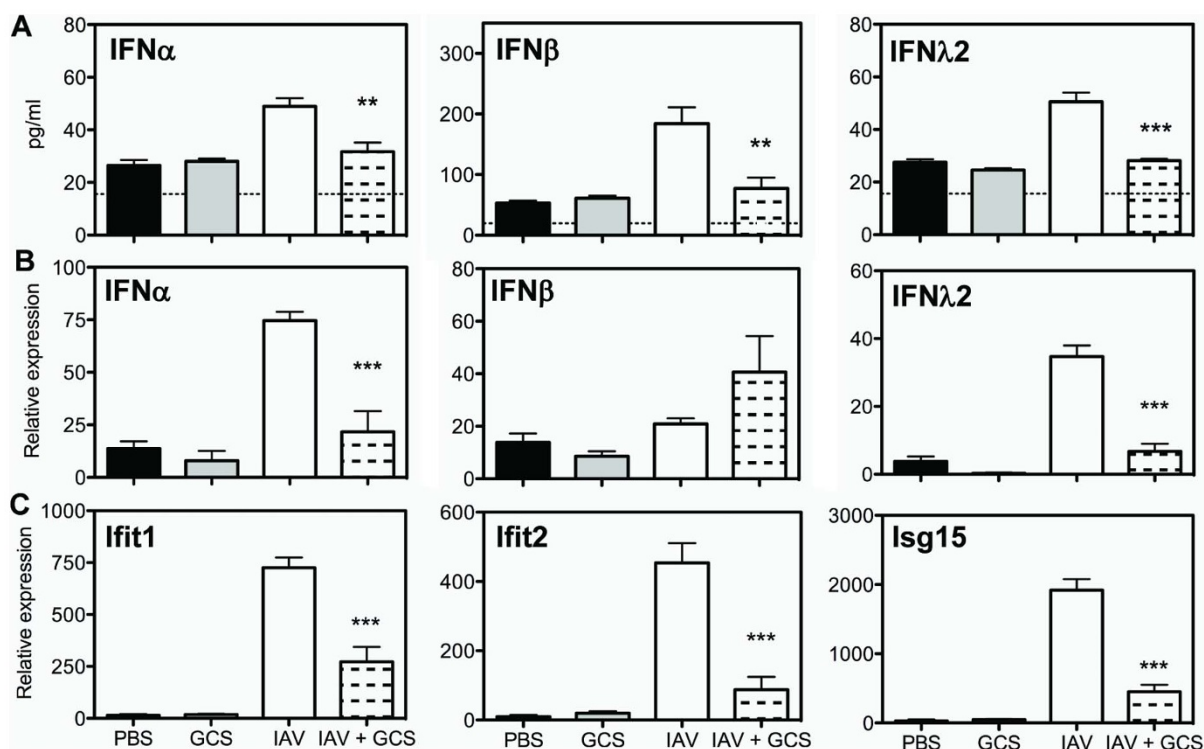 A
IFNα
pg/ml
80
60
40
20
0
**
IFNβ
300
200
100
0
**
IFNλ2
80
60
40
20
0
***
B
IFNα
Relative expression
100
75
50
25
0
***
IFNβ
80
60
40
20
0
IFNλ2
60
40
20
0
***
C
Ifit1
Relative expression
1000
750
500
250
0
***
PBS GCS IAV IAV + GCS
Ifit2
600
400
200
0
***
PBS GCS IAV IAV + GCS
Isg15
3000
2000
1000
0
***
PBS GCS IAV IAV + GCS